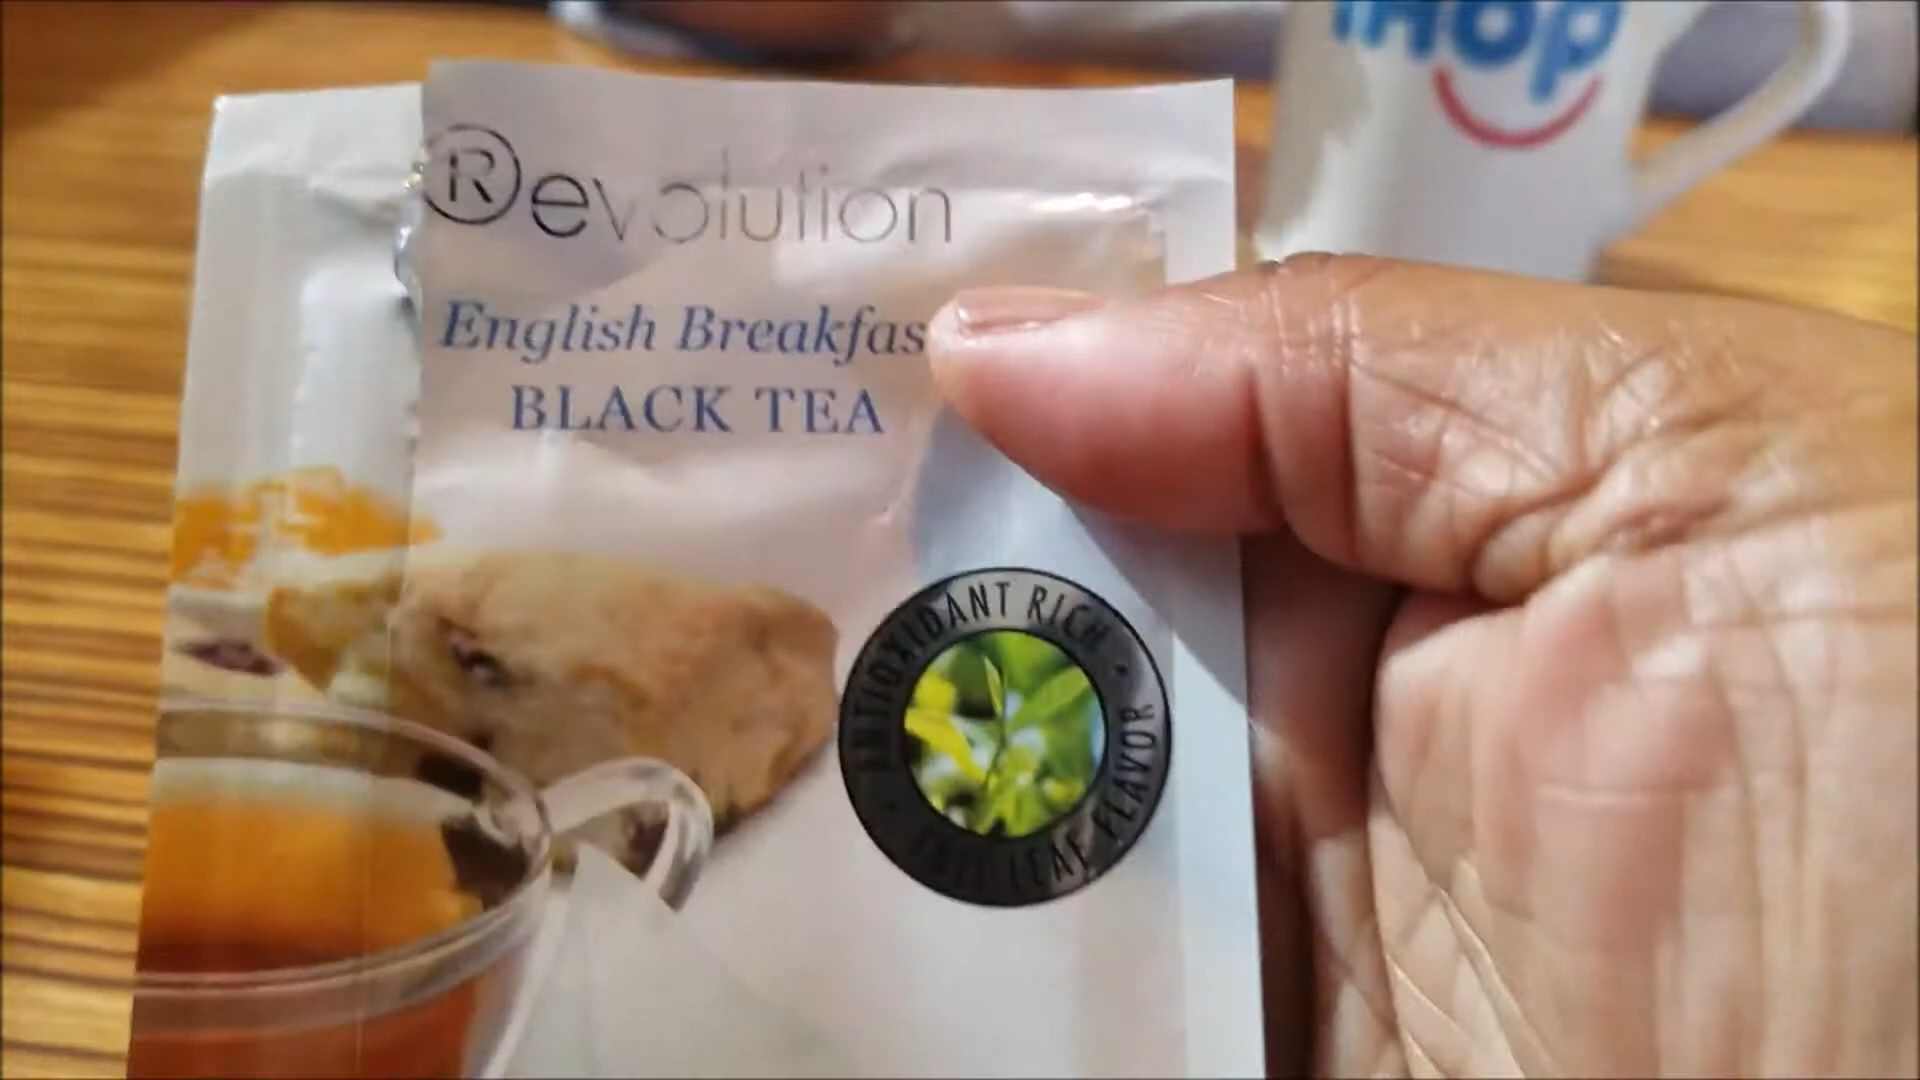 IHOP
Revolution
English Breakfas
BLACK TEA
ANTIOXIDANT RICH • FULL LEAF FLAVOR •